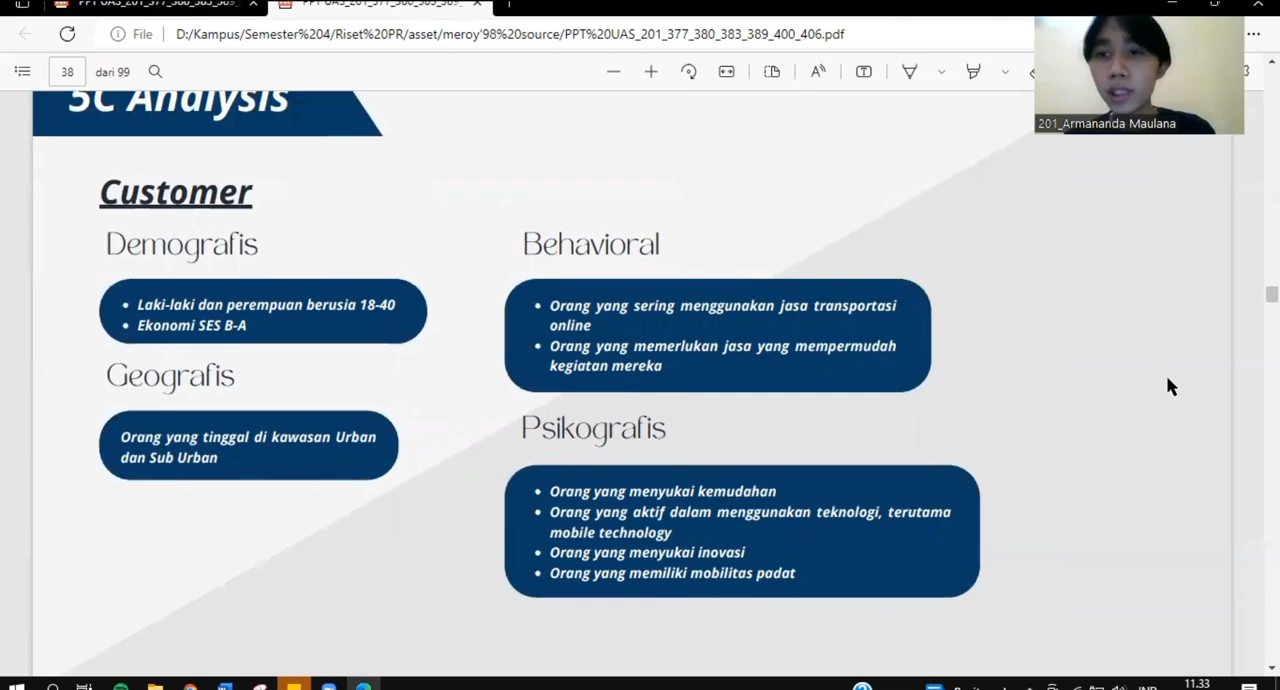 PPT UAS_201_377_380_383_389_
PPT UAS_201_377_380_383_389_
File
D:/Kampus/Semester%204/Riset%20PR/asset/meroy'98%20source/PPT%20UAS_201_377_380_383_389_400_406.pdf
38 dari 99
201_Armananda Maulana
5C Analysis
Customer
Demografis
• Laki-laki dan perempuan berusia 18-40
• Ekonomi SES B-A
Geografis
Orang yang tinggal di kawasan Urban
dan Sub Urban
Behavioral
• Orang yang sering menggunakan jasa transportasi
online
• Orang yang memerlukan jasa yang mempermudah
kegiatan mereka
Psikografis
• Orang yang menyukai kemudahan
• Orang yang aktif dalam menggunakan teknologi, terutama
mobile technology
• Orang yang menyukai inovasi
• Orang yang memiliki mobilitas padat
11.33